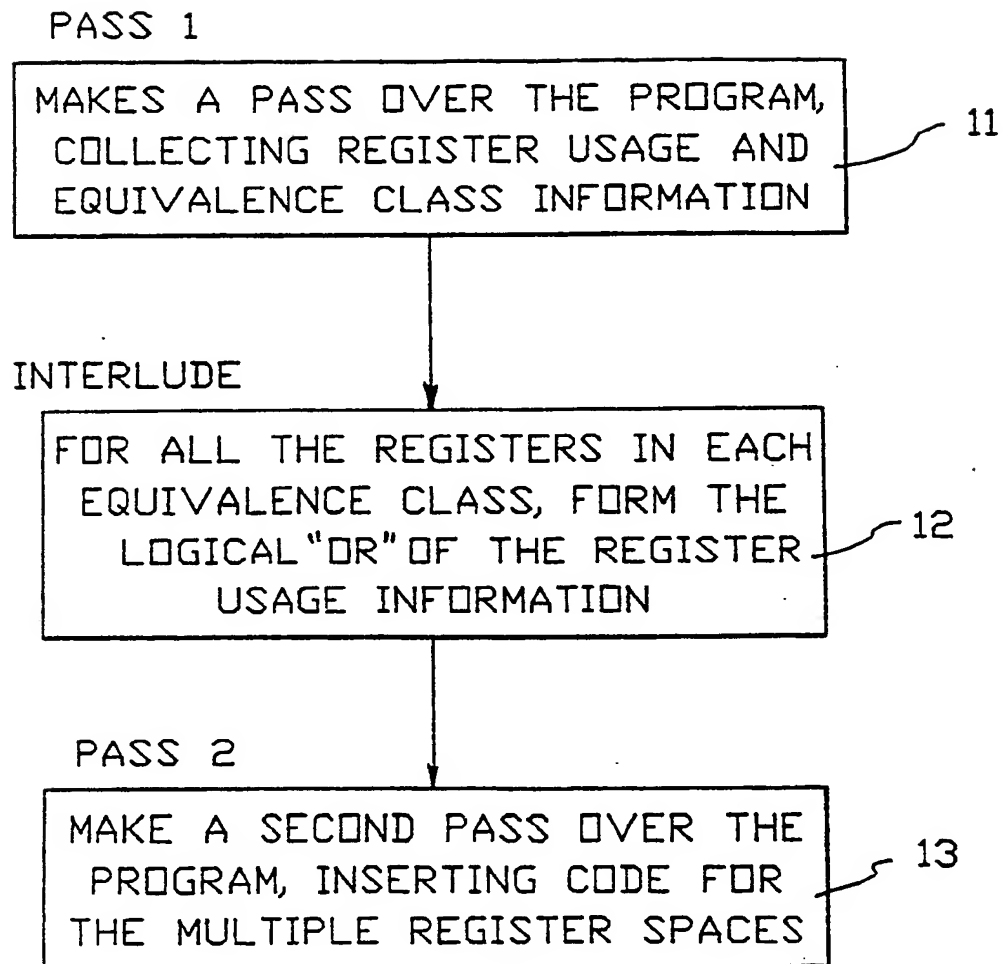 PASS 1
MAKES A PASS OVER THE PROGRAM,
COLLECTING REGISTER USAGE AND
EQUIVALENCE CLASS INFORMATION
11
INTERLUDE
FOR ALL THE REGISTERS IN EACH
EQUIVALENCE CLASS, FORM THE
LOGICAL "OR" OF THE REGISTER
USAGE INFORMATION
12
PASS 2
MAKE A SECOND PASS OVER THE
PROGRAM, INSERTING CODE FOR
THE MULTIPLE REGISTER SPACES
13